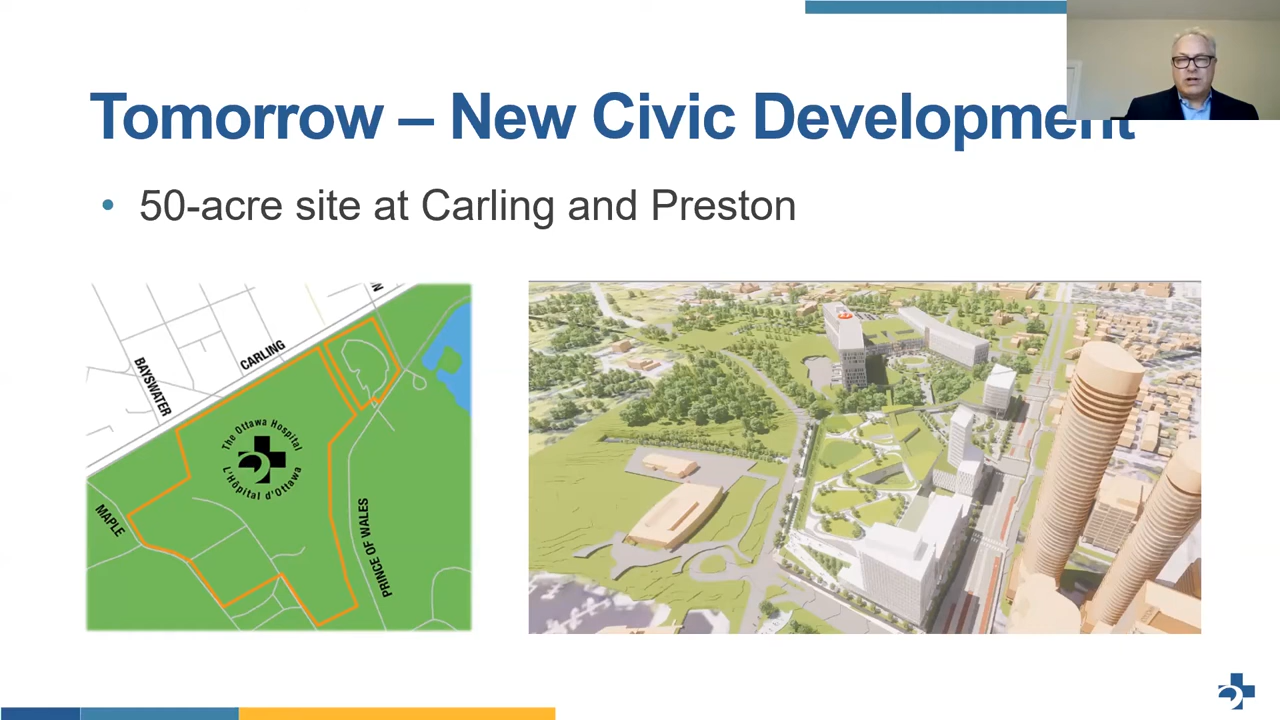 Tomorrow – New Civic Development
• 50-acre site at Carling and Preston
BAYSWATER
CARLING
N
The Ottawa Hospital
L'Hôpital d'Ottawa
MAPLE
PRINCE OF WALES